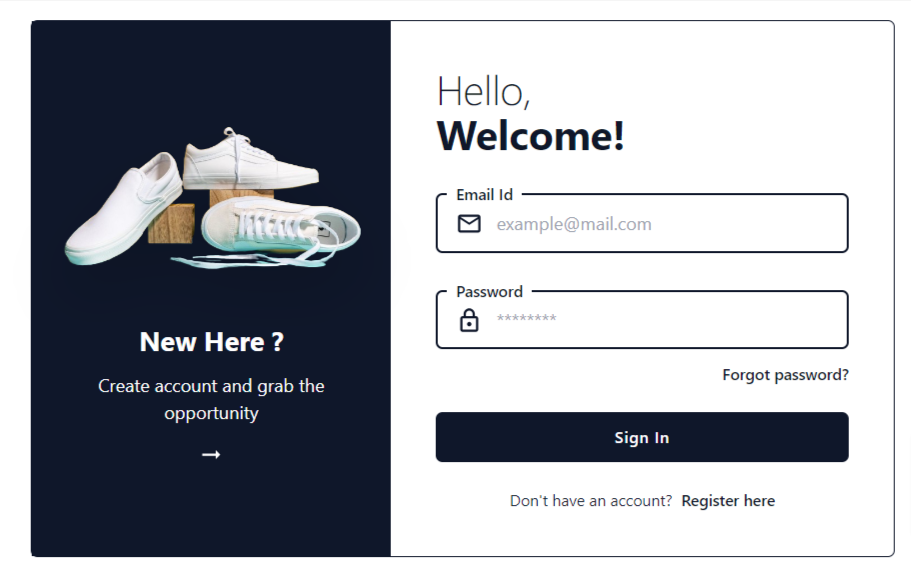 New Here ?
Create account and grab the
opportunity
→
Hello,
Welcome!
Email Id
example@mail.com
Password
********
Forgot password?
Sign In
Don't have an account? Register here